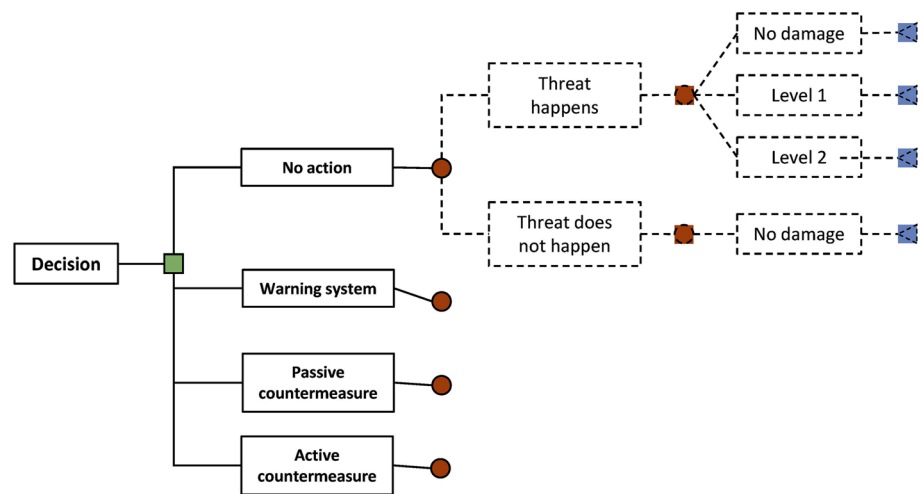 No damage
Threat
happens
Level 1
No action
Level 2
Threat does
not happen
No damage
Decision
Warning system
Passive
countermeasure
Active
countermeasure